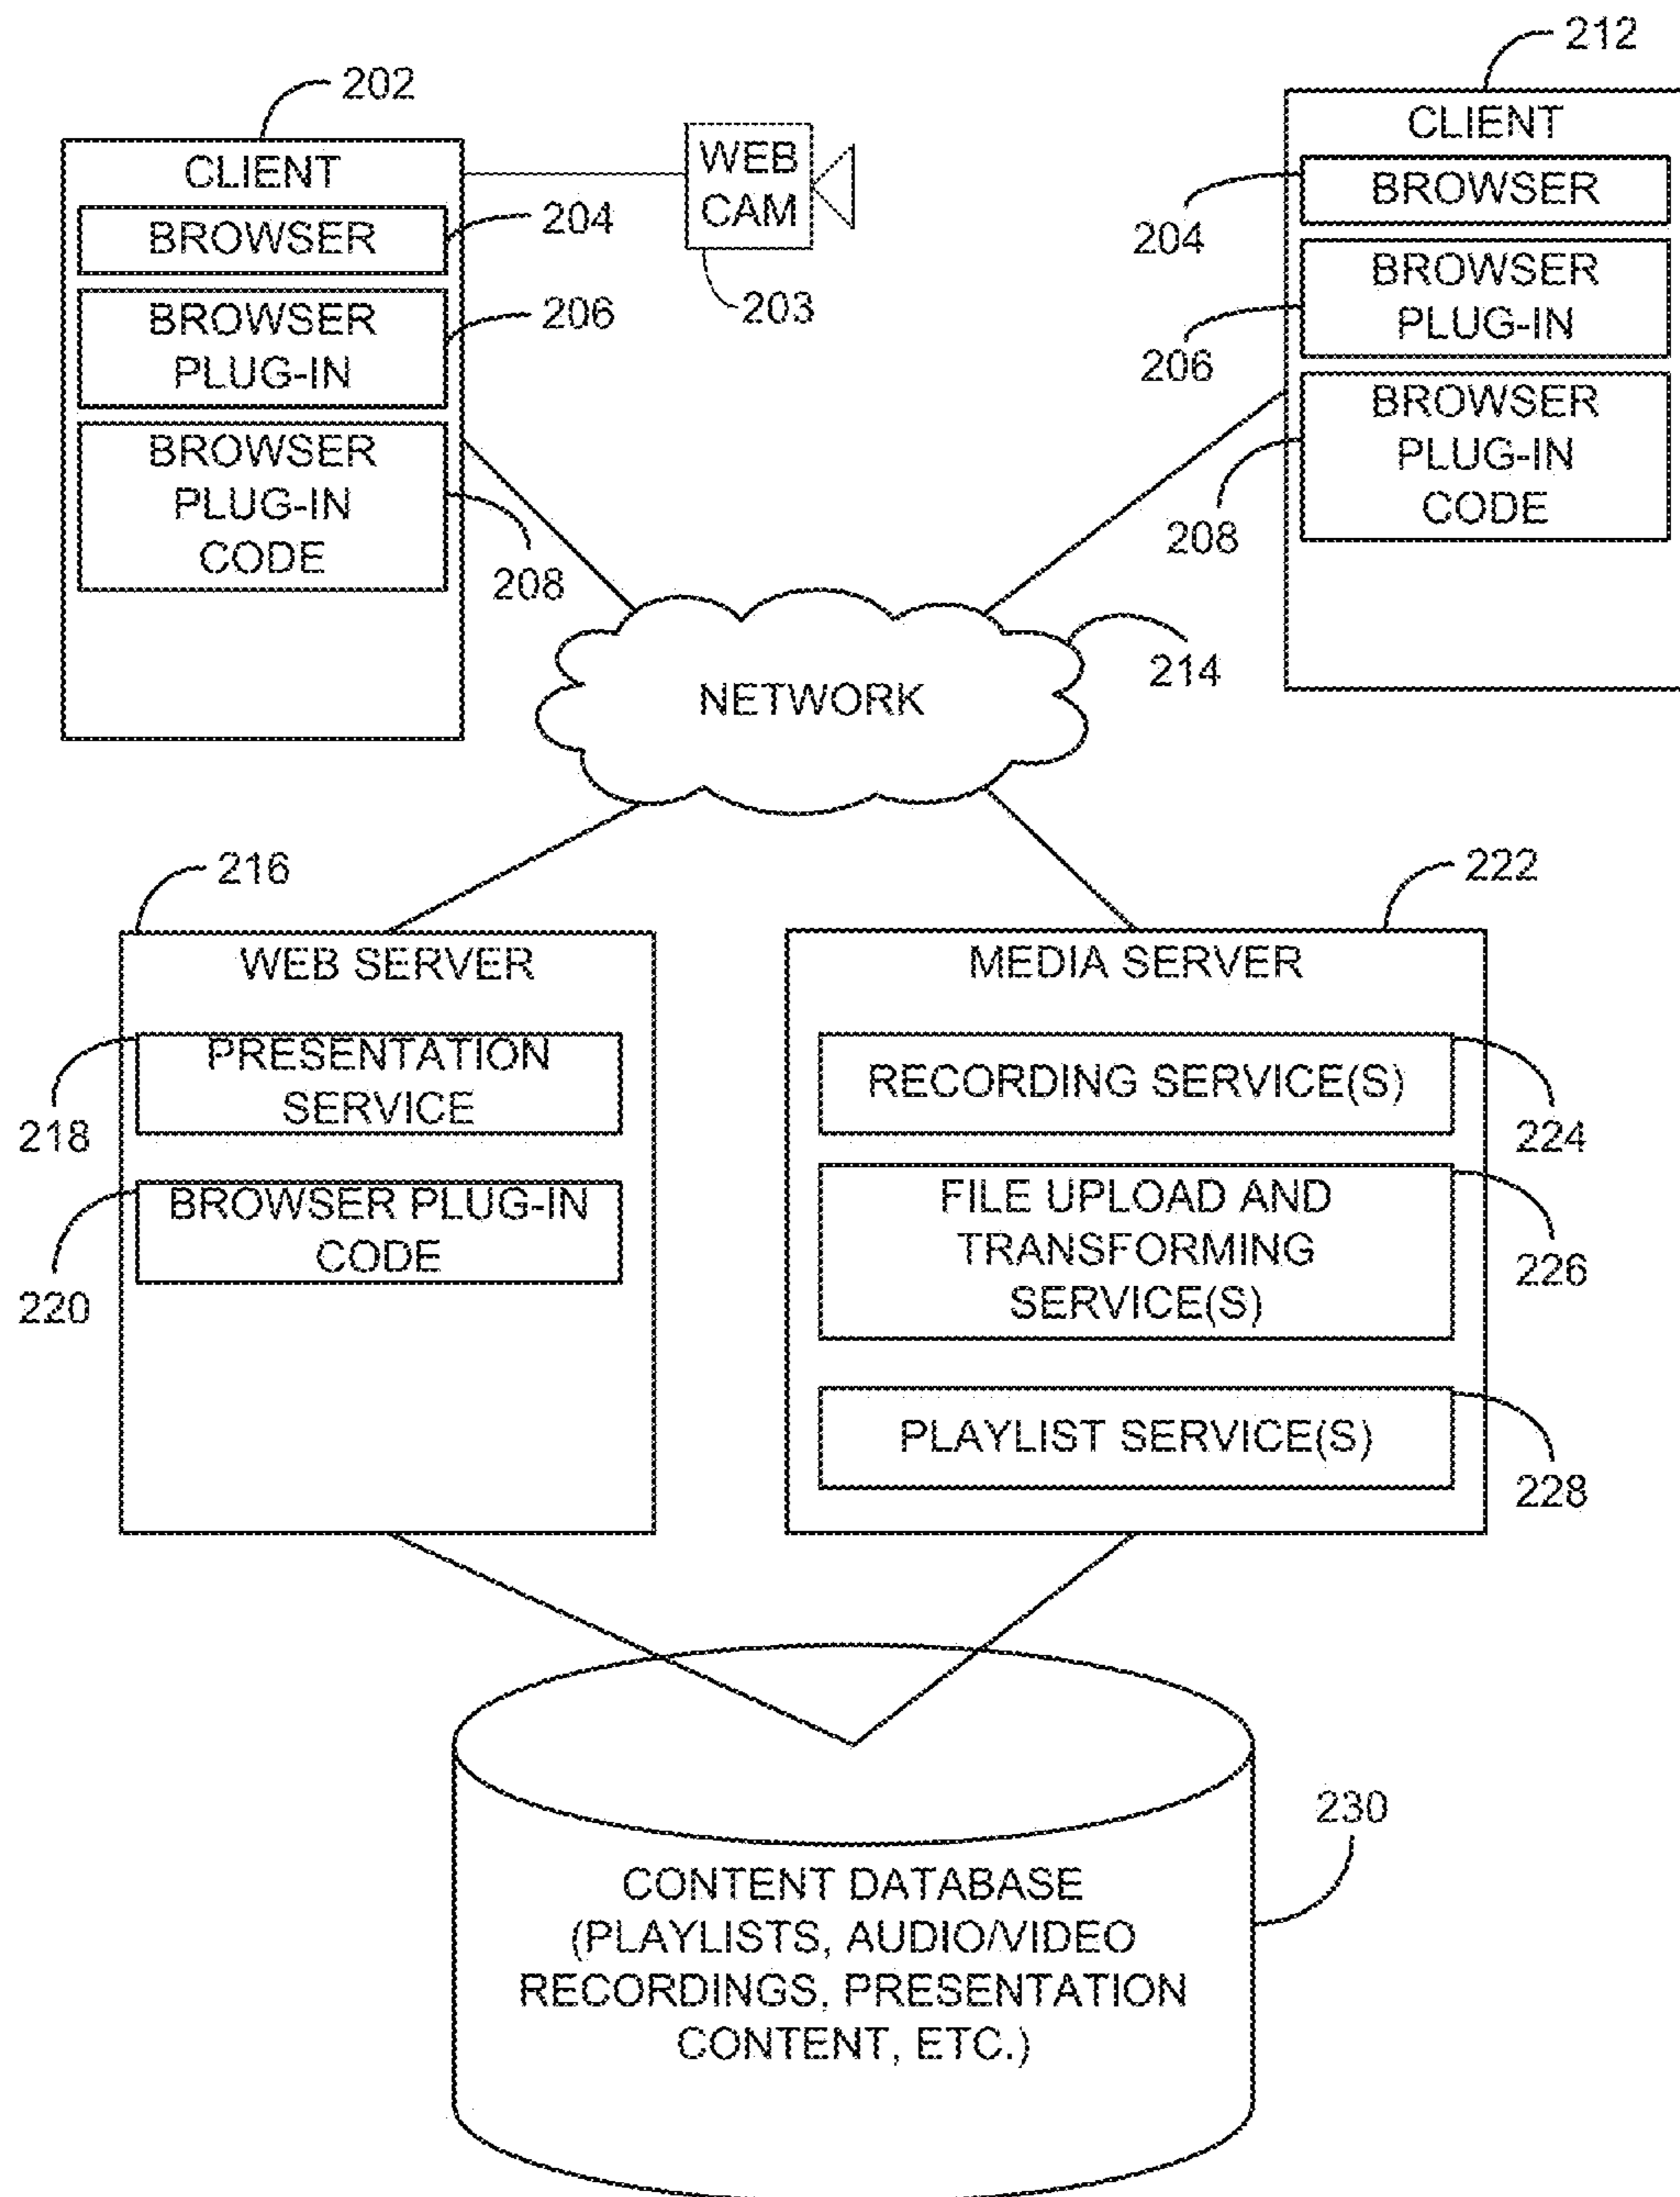 202
CLIENT
BROWSER
204
BROWSER
PLUG-IN
206
BROWSER
PLUG-IN
CODE
208
WEB
CAM
203
212
CLIENT
BROWSER
204
BROWSER
PLUG-IN
206
BROWSER
PLUG-IN
CODE
208
NETWORK
214
216
WEB SERVER
PRESENTATION
SERVICE
218
BROWSER PLUG-IN
CODE
220
222
MEDIA SERVER
RECORDING SERVICE(S)
224
FILE UPLOAD AND
TRANSFORMING
SERVICE(S)
226
PLAYLIST SERVICE(S)
228
230
CONTENT DATABASE
(PLAYLISTS, AUDIO/VIDEO
RECORDINGS, PRESENTATION
CONTENT, ETC.)